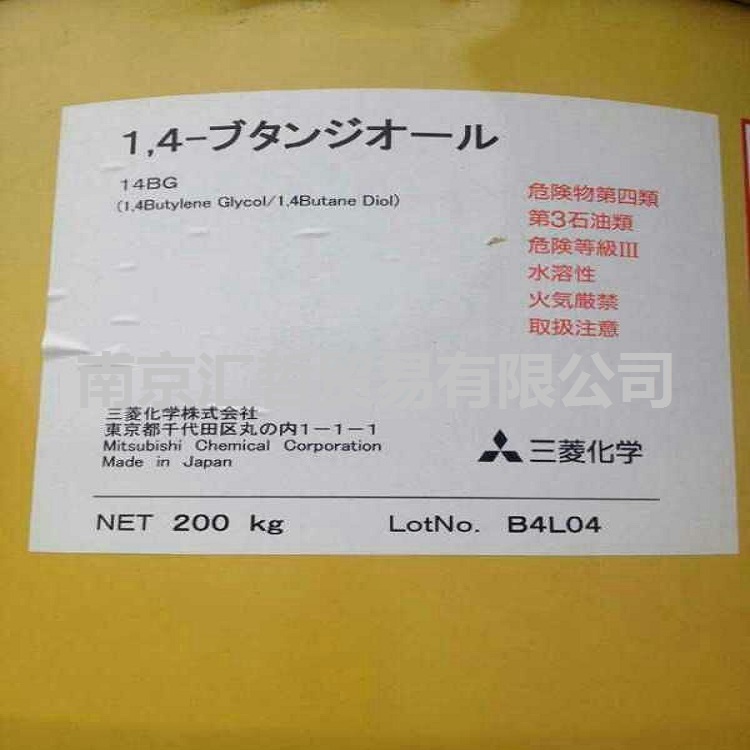 1,4-ブタンジオール
14BG
(1,4Butylene Glycol/1,4Butane Diol)
危険物第四類
第3石油類
危険等級III
水溶性
火気厳禁
取扱注意
南京汇 易有限公司
三菱化学株式会社
東京都千代田区丸の内1-1-1
Mitsubishi Chemical Corporation
Made in Japan
三菱化学
NET 200 kg
LotNo. B4L04